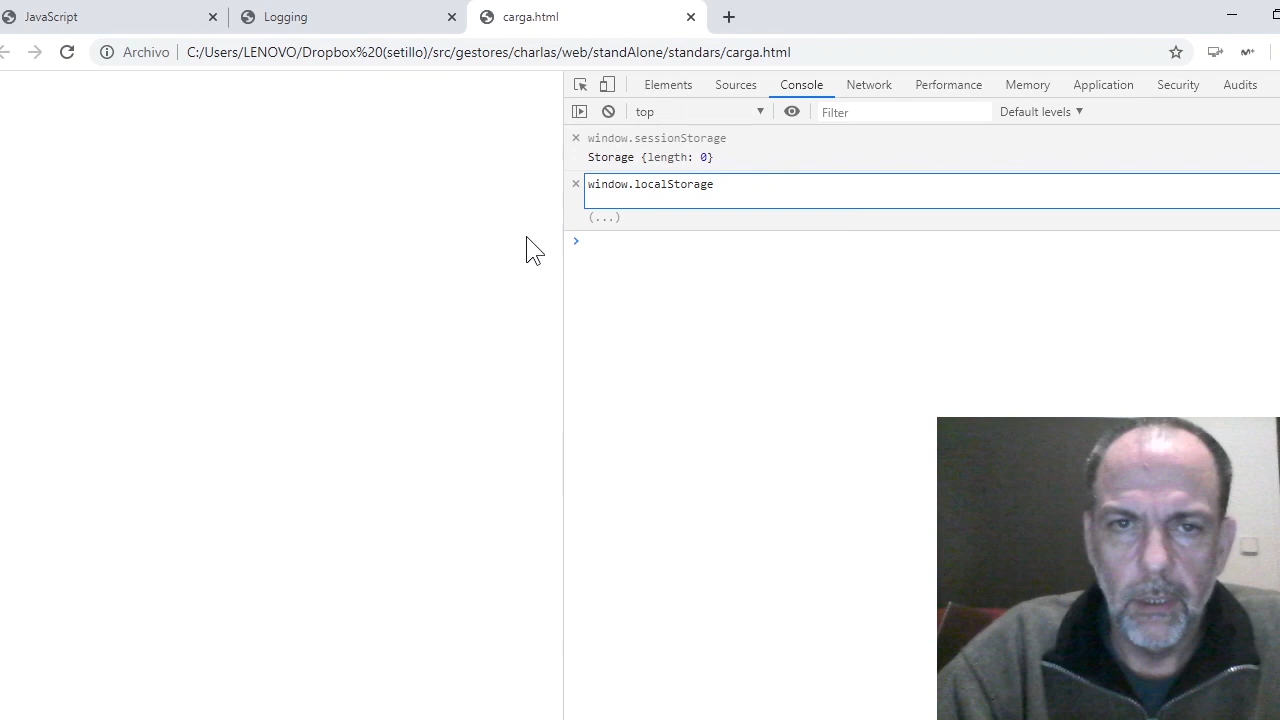 JavaScript
Logging
carga.html
Archivo
C:/Users/LENOVO/Dropbox%20(setillo)/src/gestores/charlas/web/standAlone/standars/carga.html
Elements Sources Console Network Performance Memory Application Security Audits
top
Filter
Default levels
window.sessionStorage
Storage {length: 0}
window.localStorage
(...)